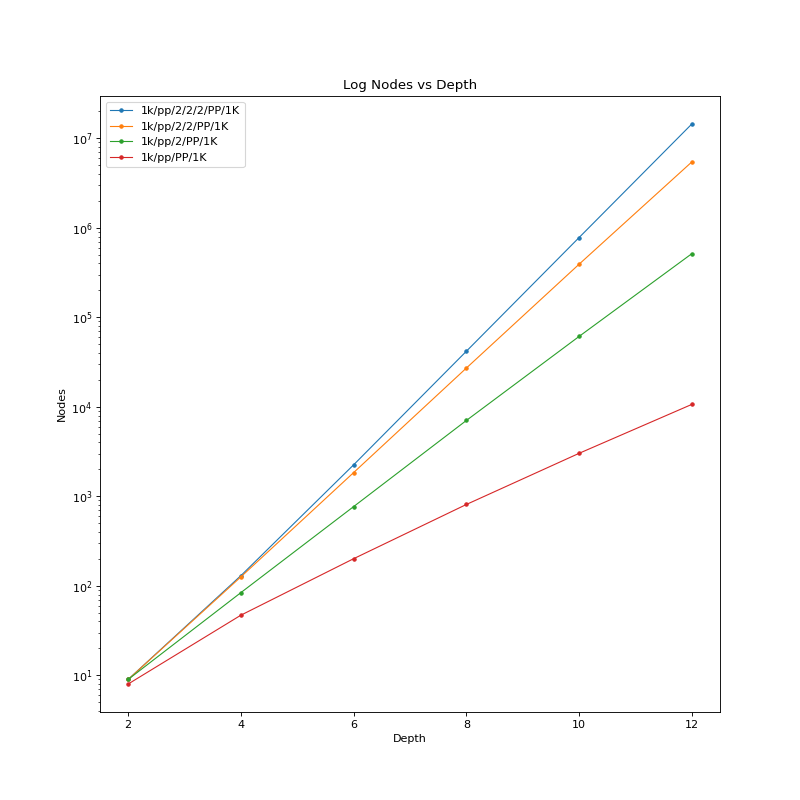 Log Nodes vs Depth
1k/pp/2/2/2/PP/1K
1k/pp/2/2/PP/1K
1k/pp/2/PP/1K
1k/pp/PP/1K
10⁷
10⁶
10⁵
10⁴
10³
10²
10¹
Nodes
2 4 6 8 10 12
Depth